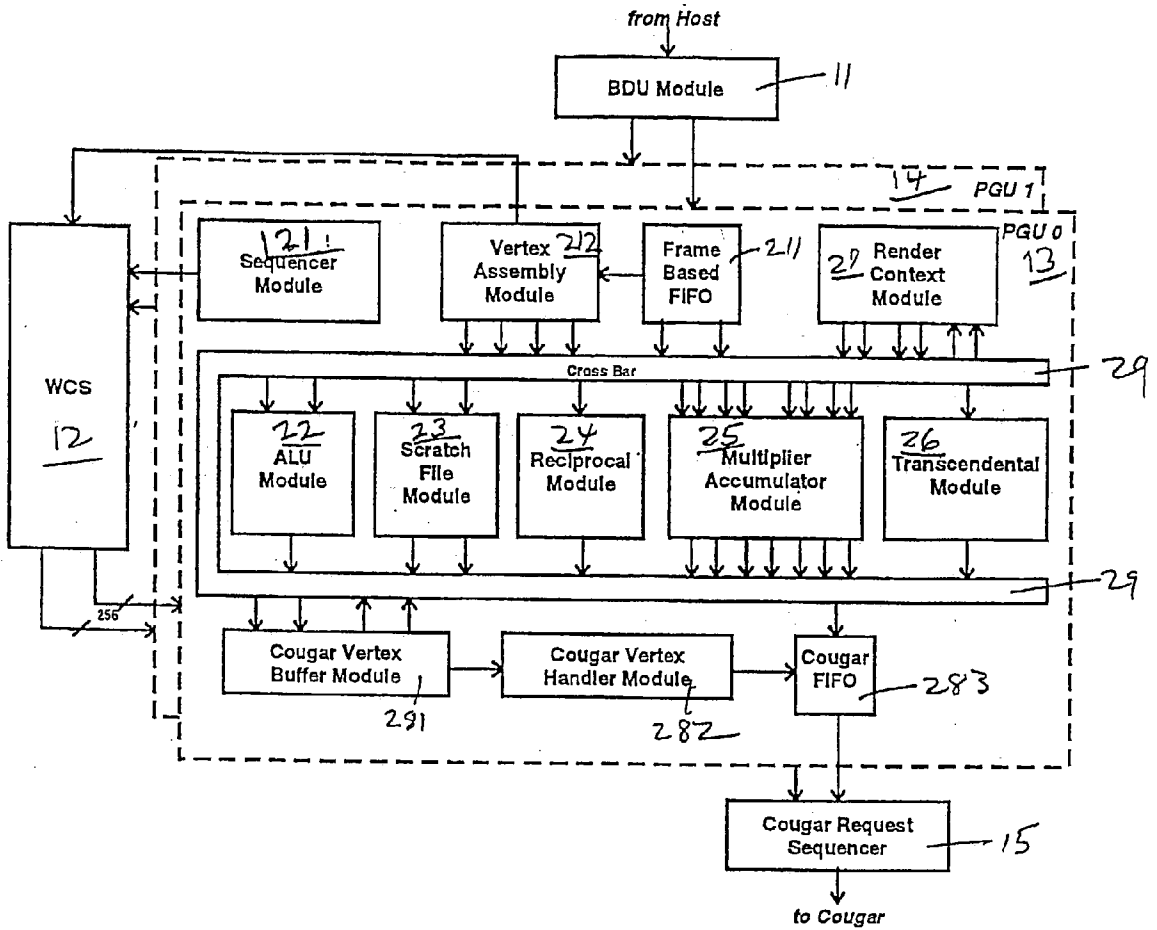 from Host
BDU Module
11
14
PGU 1
PGU 0
13
121
Sequencer
Module
Vertex
212
Assembly
Module
Frame
Based
FIFO
211
27
Render
Context
Module
WCS
12
Cross Bar
29
22
ALU
Module
23
Scratch
File
Module
24
Reciprocal
Module
25
Multiplier
Accumulator
Module
26
Transcendental
Module
29
256
Cougar Vertex
Buffer Module
281
Cougar Vertex
Handler Module
282
Cougar
FIFO
283
Cougar Request
Sequencer
15
to Cougar